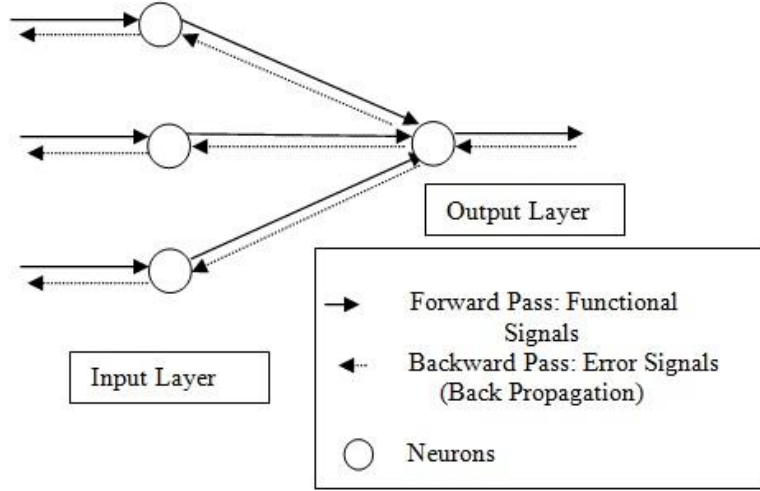 Output Layer
Forward Pass: Functional
Signals
Backward Pass: Error Signals
(Back Propagation)
Input Layer
Neurons